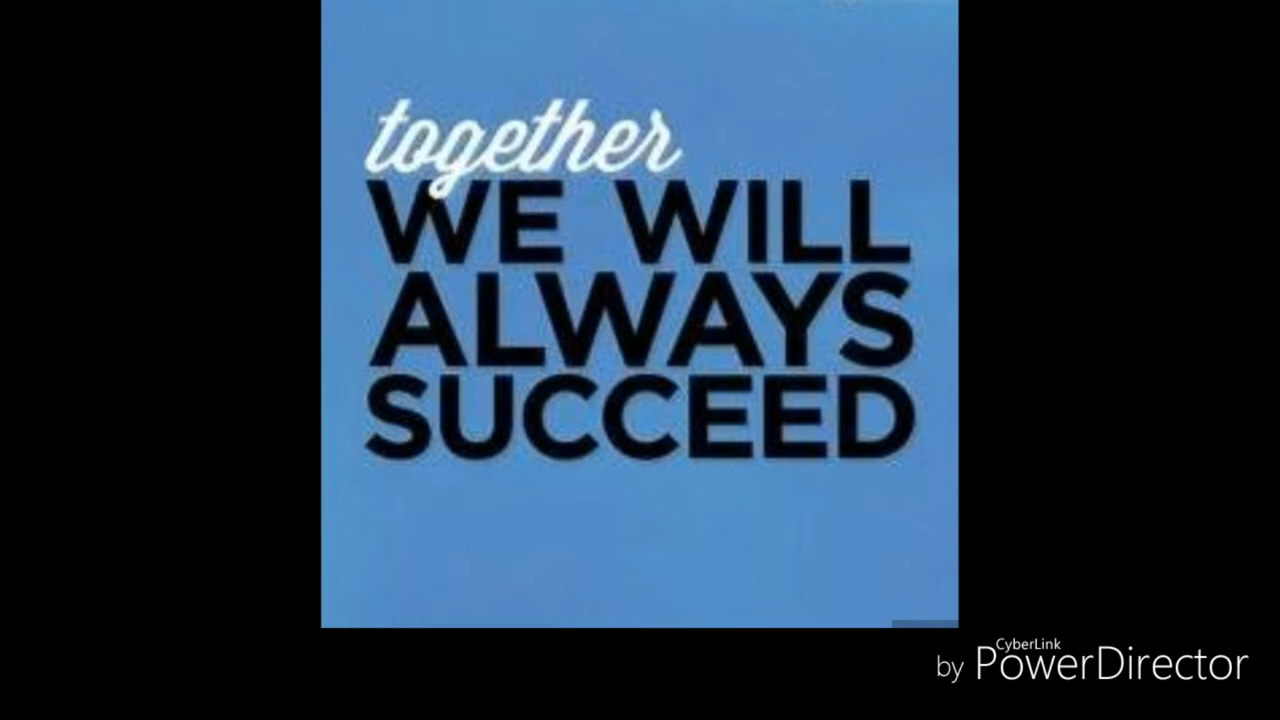 together
WE WILL
ALWAYS
SUCCEED
CyberLink
by PowerDirector